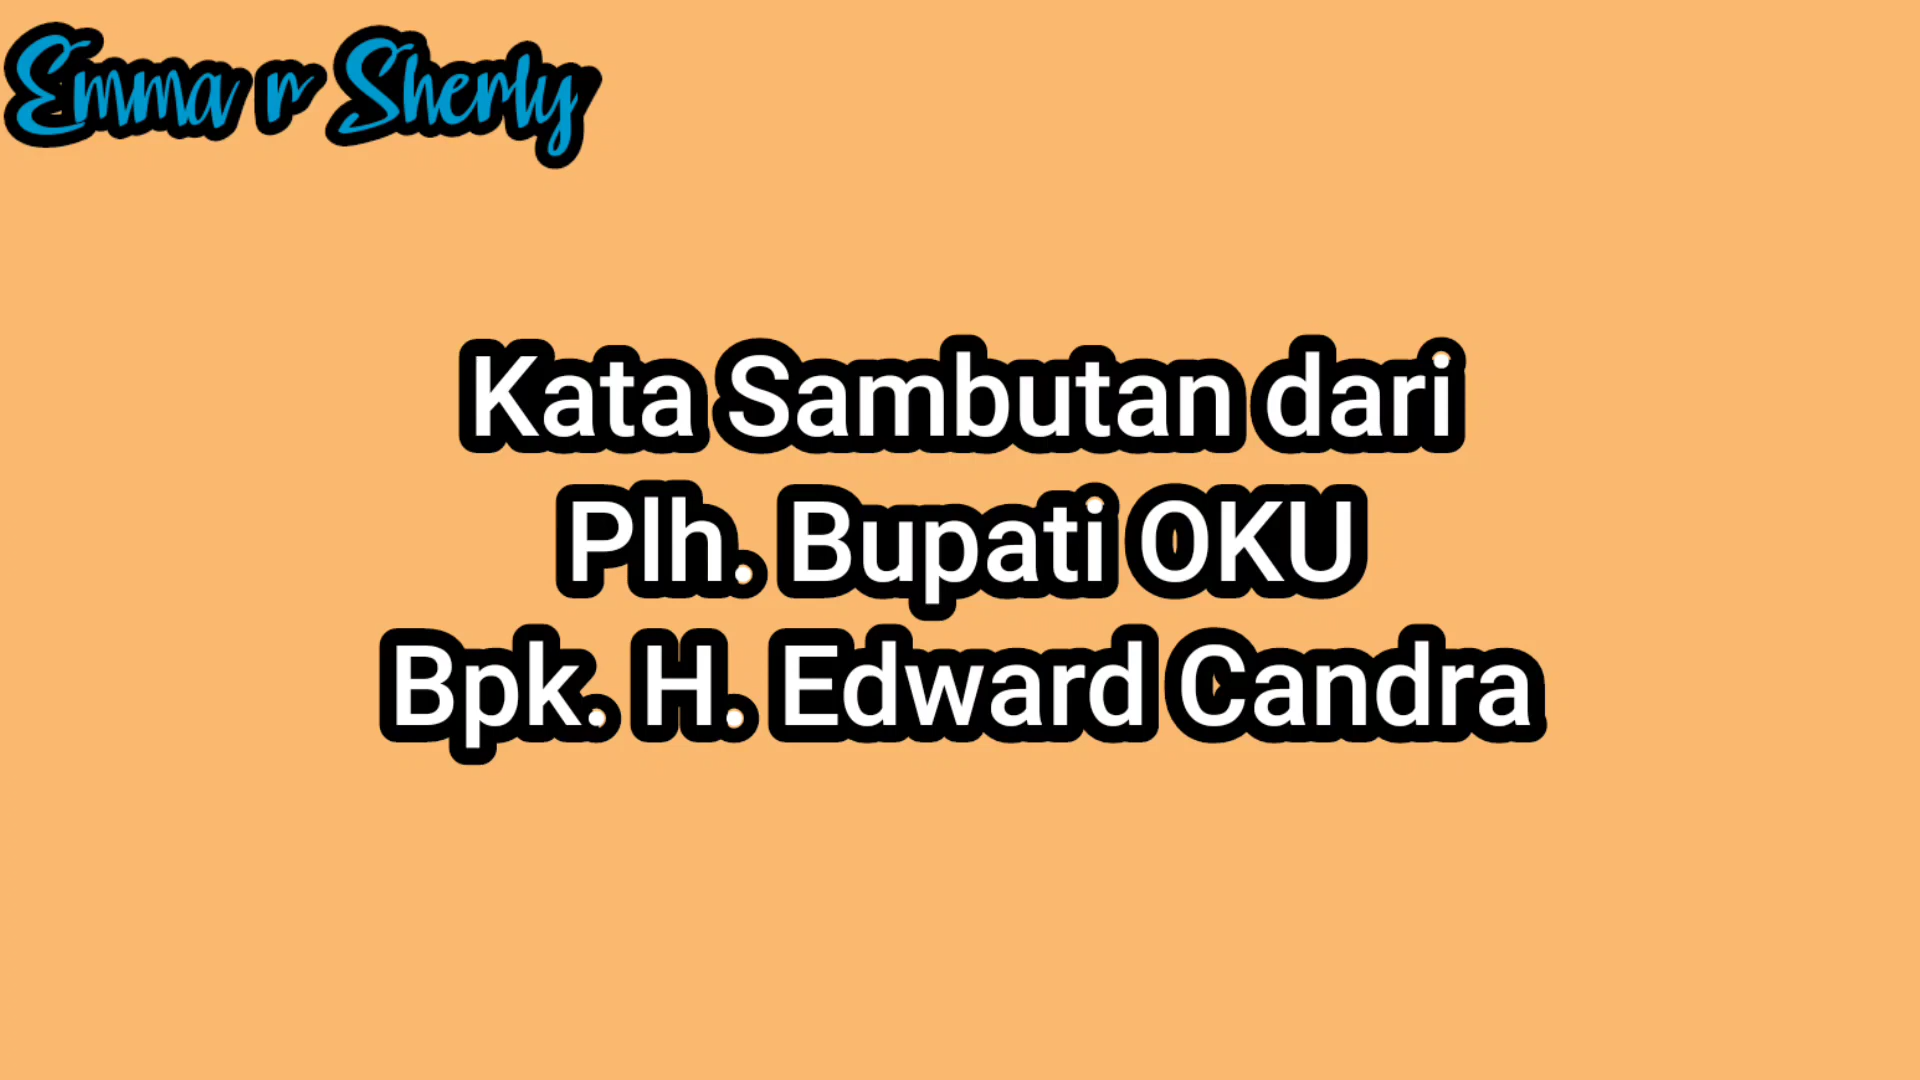 Emma r Sherly
Kata Sambutan dari
Plh. Bupati OKU
Bpk. H. Edward Candra